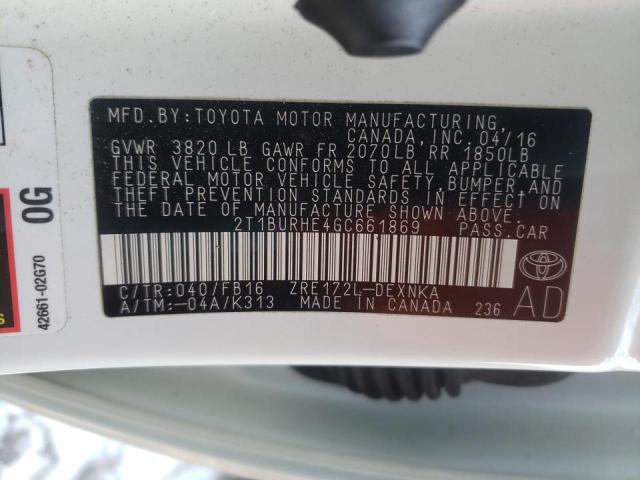 MFD. BY: TOYOTA MOTOR MANUFACTURING,
CANADA, INC. 04/16
GVWR 3820 LB GAWR FR 2070LB RR 1850LB
THIS VEHICLE CONFORMS TO ALL APPLICABLE
FEDERAL MOTOR VEHICLE SAFETY, BUMPER, AND
THEFT PREVENTION STANDARDS IN EFFECT ON
THE DATE OF MANUFACTURE SHOWN ABOVE.
2T1BURHE4GC661869 PASS.CAR
C/TR: 040/FB16 ZRE172L-DEXNKA
A/TM: -04A/K313 MADE IN CANADA 236
AD
0G
42661-02G70